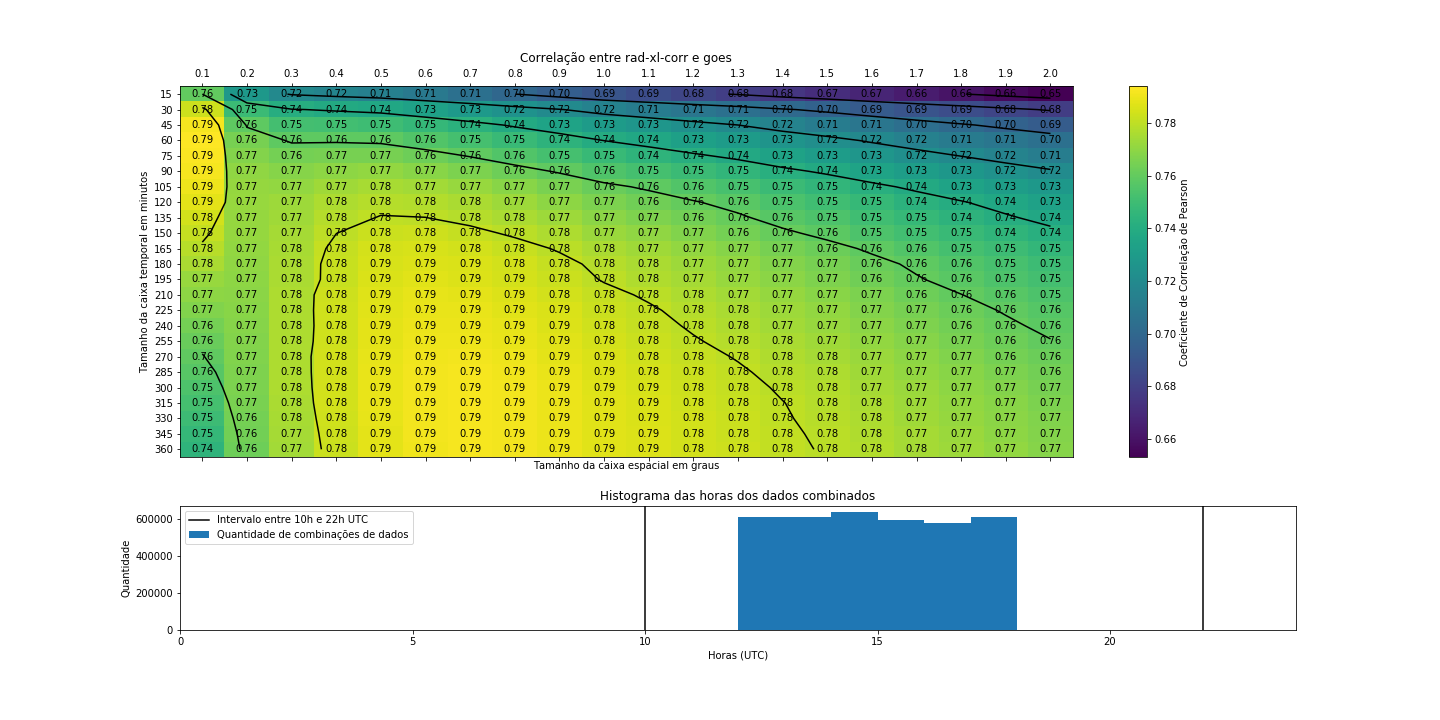 Correlação entre rad-xl-corr e goes
0.1 0.2 0.3 0.4 0.5 0.6 0.7 0.8 0.9 1.0 1.1 1.2 1.3 1.4 1.5 1.6 1.7 1.8 1.9 2.0
15 0.76 0.73 0.72 0.72 0.71 0.71 0.71 0.70 0.70 0.69 0.69 0.68 0.68 0.68 0.67 0.67 0.66 0.66 0.66 0.65
30 0.78 0.75 0.74 0.74 0.74 0.73 0.73 0.72 0.72 0.72 0.71 0.71 0.71 0.70 0.70 0.69 0.69 0.69 0.68 0.68
45 0.79 0.76 0.75 0.75 0.75 0.75 0.74 0.74 0.73 0.73 0.73 0.72 0.72 0.72 0.71 0.71 0.70 0.70 0.70 0.69
60 0.79 0.76 0.76 0.76 0.76 0.76 0.75 0.75 0.74 0.74 0.74 0.73 0.73 0.73 0.72 0.72 0.72 0.71 0.71 0.70
75 0.79 0.77 0.76 0.77 0.77 0.76 0.76 0.76 0.75 0.75 0.74 0.74 0.74 0.73 0.73 0.73 0.72 0.72 0.72 0.71
90 0.79 0.77 0.77 0.77 0.77 0.77 0.77 0.76 0.76 0.76 0.75 0.75 0.75 0.74 0.74 0.73 0.73 0.73 0.72 0.72
105 0.79 0.77 0.77 0.77 0.78 0.77 0.77 0.77 0.77 0.76 0.76 0.76 0.75 0.75 0.75 0.74 0.74 0.73 0.73 0.73
120 0.79 0.77 0.77 0.78 0.78 0.78 0.78 0.77 0.77 0.77 0.76 0.76 0.76 0.75 0.75 0.75 0.74 0.74 0.74 0.73
135 0.78 0.77 0.77 0.78 0.78 0.78 0.78 0.78 0.77 0.77 0.77 0.76 0.76 0.76 0.75 0.75 0.75 0.74 0.74 0.74
150 0.78 0.77 0.77 0.78 0.78 0.78 0.78 0.78 0.78 0.77 0.77 0.77 0.76 0.76 0.76 0.75 0.75 0.75 0.74 0.74
165 0.78 0.77 0.78 0.78 0.78 0.78 0.78 0.78 0.78 0.78 0.77 0.77 0.77 0.77 0.76 0.76 0.76 0.75 0.75 0.75
180 0.78 0.77 0.78 0.78 0.79 0.79 0.79 0.78 0.78 0.78 0.78 0.77 0.77 0.77 0.77 0.76 0.76 0.76 0.75 0.75
195 0.77 0.77 0.78 0.78 0.79 0.79 0.79 0.79 0.78 0.78 0.78 0.78 0.77 0.77 0.77 0.76 0.76 0.76 0.76 0.75
210 0.77 0.77 0.78 0.78 0.79 0.79 0.79 0.79 0.78 0.78 0.78 0.78 0.77 0.77 0.77 0.77 0.76 0.76 0.76 0.75
225 0.77 0.77 0.78 0.78 0.79 0.79 0.79 0.79 0.79 0.78 0.78 0.78 0.78 0.77 0.77 0.77 0.77 0.76 0.76 0.76
240 0.76 0.77 0.78 0.78 0.79 0.79 0.79 0.79 0.79 0.78 0.78 0.78 0.78 0.77 0.77 0.77 0.77 0.76 0.76 0.76
255 0.76 0.77 0.78 0.78 0.79 0.79 0.79 0.79 0.79 0.79 0.78 0.78 0.78 0.78 0.77 0.77 0.77 0.77 0.76 0.76
270 0.76 0.77 0.78 0.78 0.79 0.79 0.79 0.79 0.79 0.79 0.78 0.78 0.78 0.78 0.78 0.77 0.77 0.77 0.77 0.76
285 0.76 0.77 0.78 0.78 0.79 0.79 0.79 0.79 0.79 0.79 0.78 0.78 0.78 0.78 0.78 0.77 0.77 0.77 0.77 0.76
300 0.75 0.77 0.78 0.78 0.79 0.79 0.79 0.79 0.79 0.79 0.79 0.78 0.78 0.78 0.78 0.77 0.77 0.77 0.77 0.77
315 0.75 0.77 0.78 0.78 0.79 0.79 0.79 0.79 0.79 0.79 0.79 0.78 0.78 0.78 0.78 0.78 0.77 0.77 0.77 0.77
330 0.75 0.76 0.78 0.78 0.79 0.79 0.79 0.79 0.79 0.79 0.79 0.78 0.78 0.78 0.78 0.78 0.77 0.77 0.77 0.77
345 0.75 0.76 0.77 0.78 0.79 0.79 0.79 0.79 0.79 0.79 0.79 0.78 0.78 0.78 0.78 0.78 0.77 0.77 0.77 0.77
360 0.74 0.76 0.77 0.78 0.79 0.79 0.79 0.79 0.79 0.79 0.79 0.78 0.78 0.78 0.78 0.78 0.78 0.77 0.77 0.77
Tamanho da caixa temporal em minutos
Tamanho da caixa espacial em graus
0.78
0.76
0.74
0.72
0.70
0.68
0.66
Coeficiente de Correlação de Pearson
Histograma das horas dos dados combinados
Intervalo entre 10h e 22h UTC
Quantidade de combinações de dados
600000
400000
200000
0
Quantidade
0 5 10 15 20
Horas (UTC)